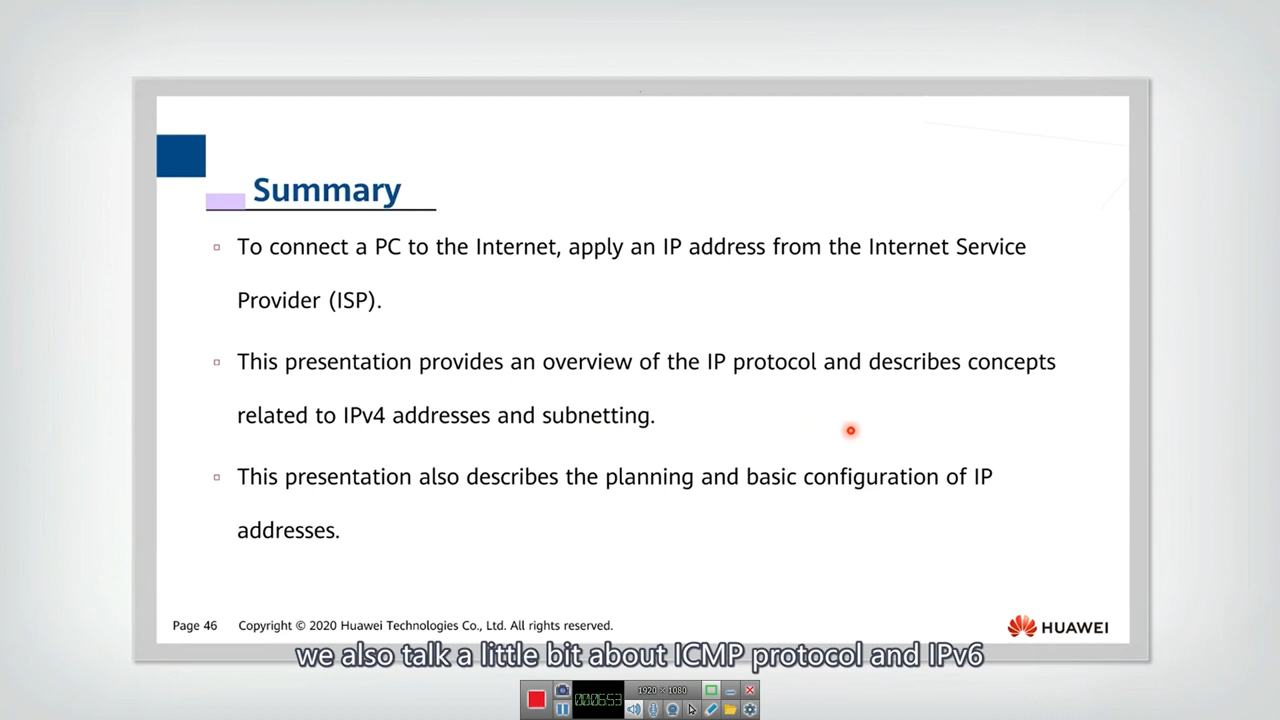 Summary
To connect a PC to the Internet, apply an IP address from the Internet Service
Provider (ISP).
This presentation provides an overview of the IP protocol and describes concepts
related to IPv4 addresses and subnetting.
This presentation also describes the planning and basic configuration of IP
addresses.
Page 46 Copyright © 2020 Huawei Technologies Co., Ltd. All rights reserved.
HUAWEI
we also talk a little bit about ICMP protocol and IPv6
000653
1920 × 1080